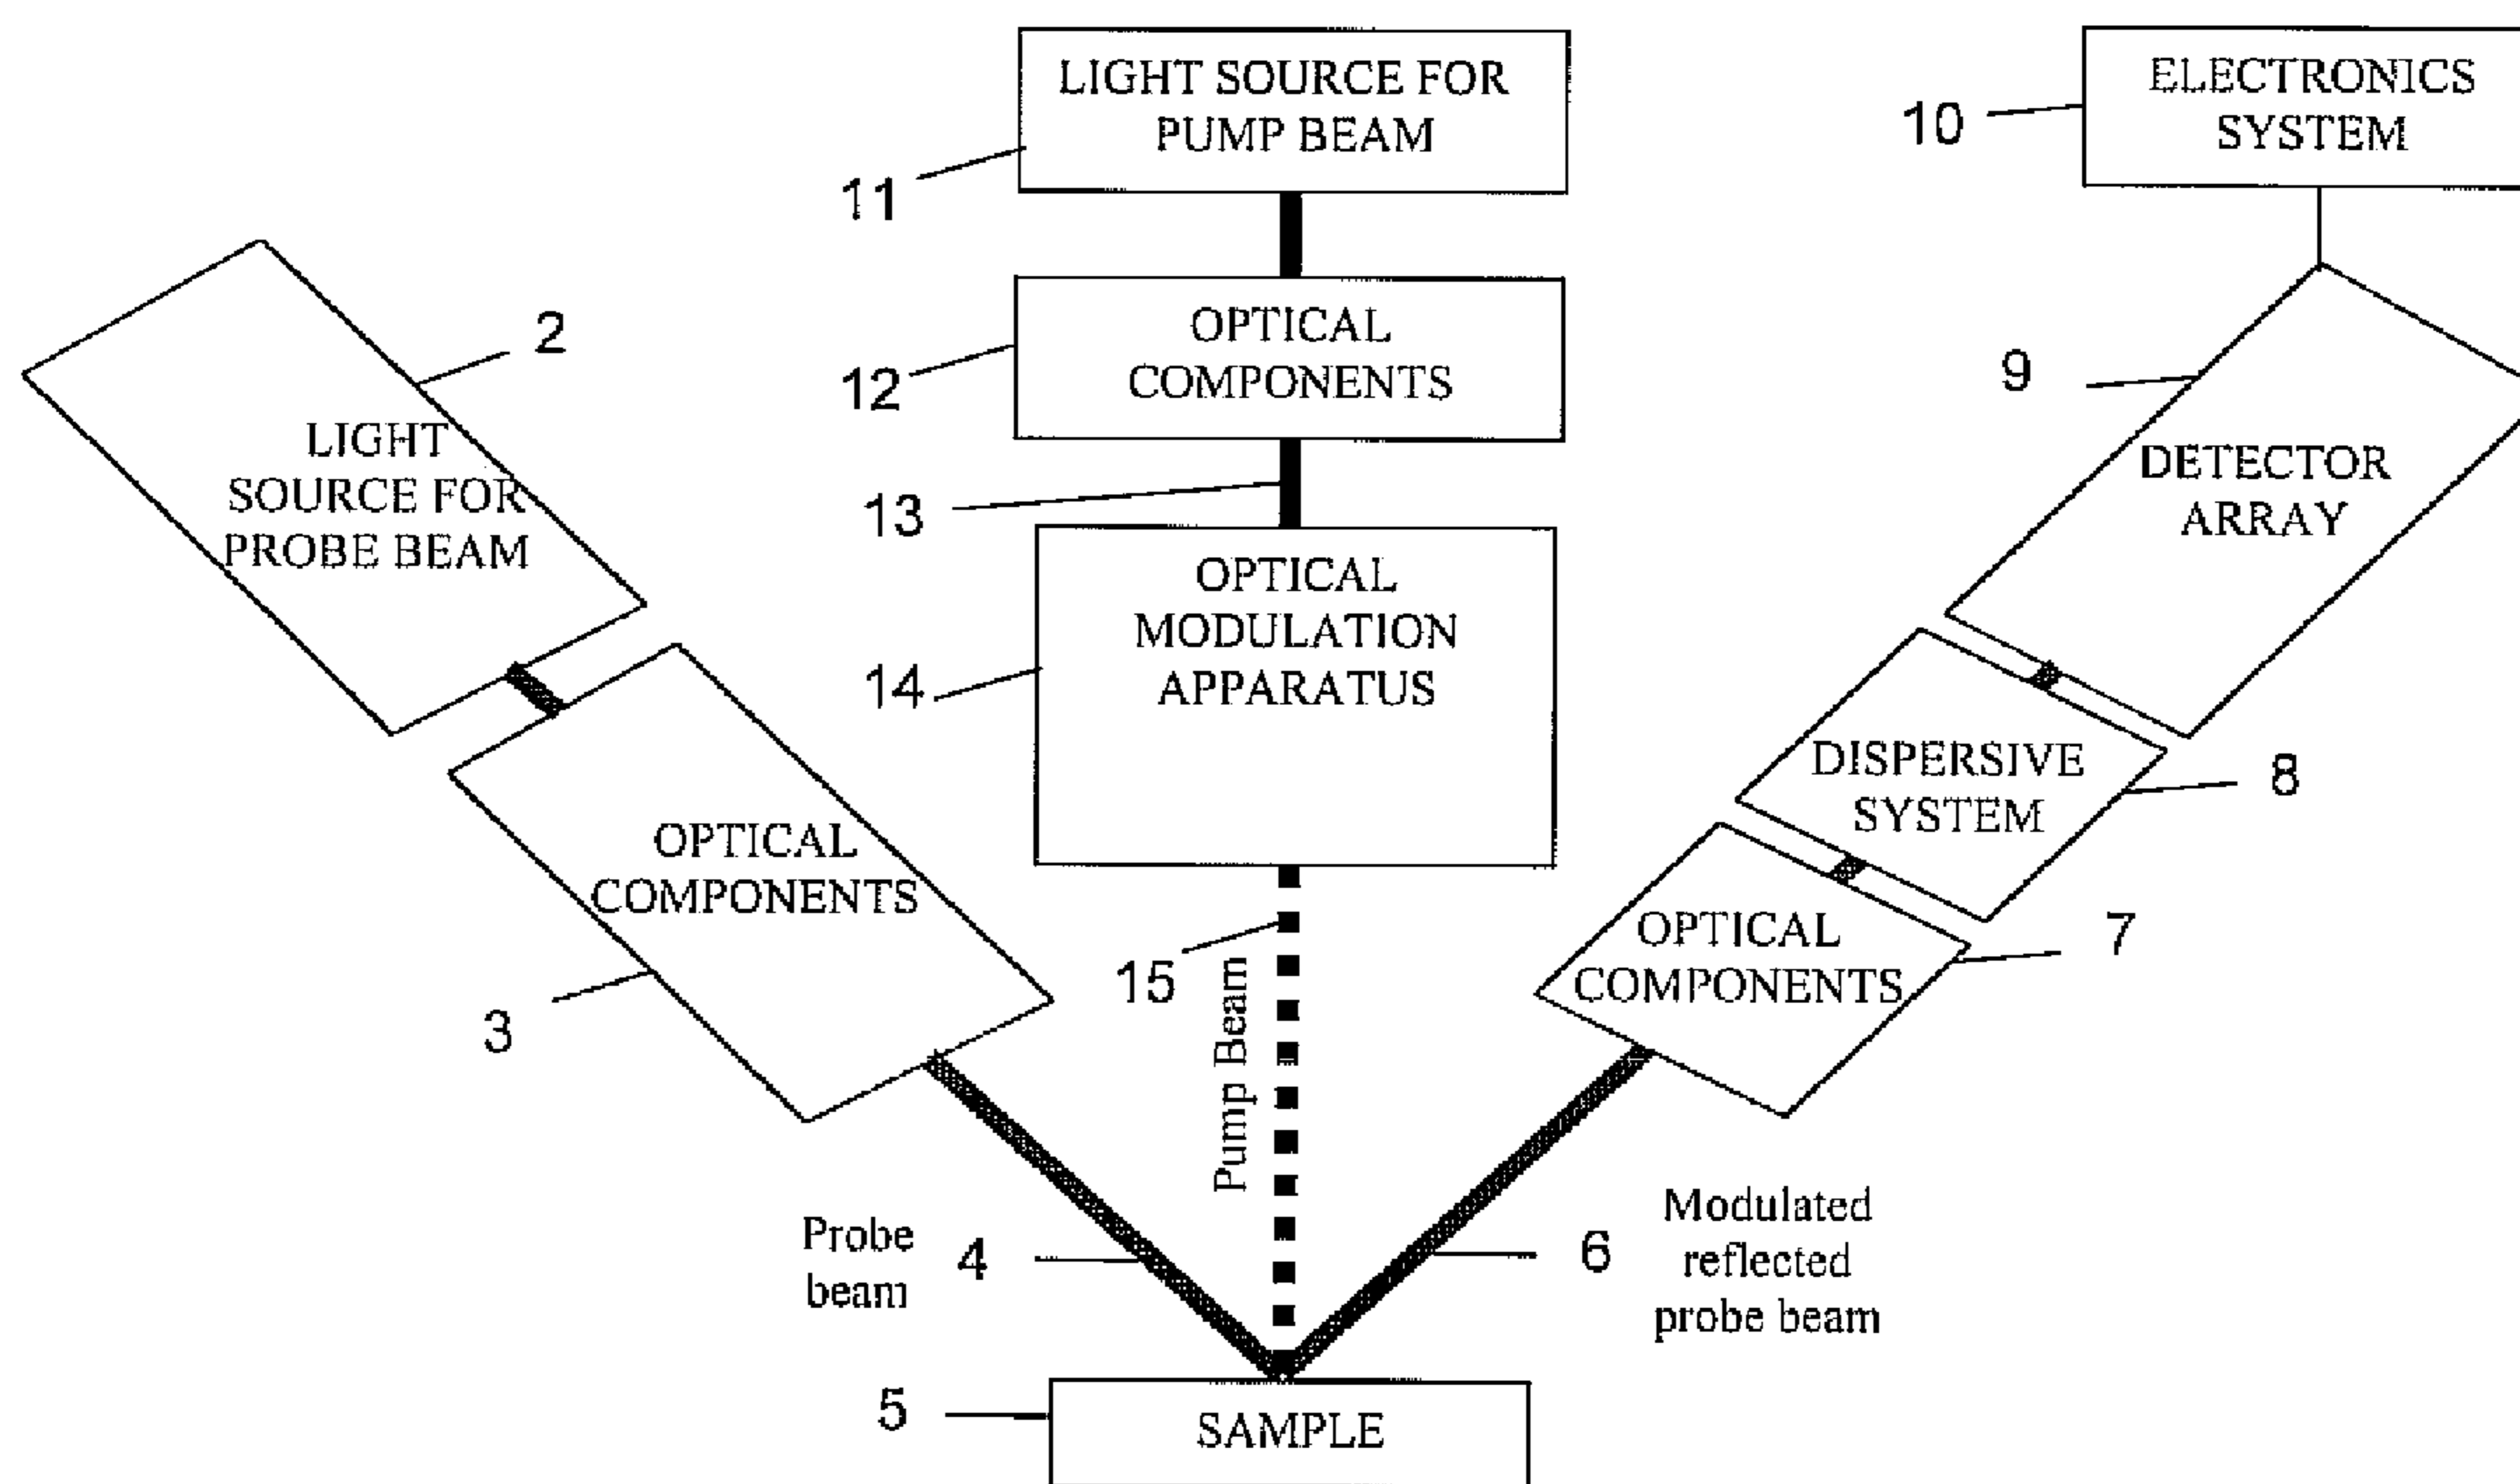 LIGHT SOURCE FOR
PUMP BEAM
11
ELECTRONICS
SYSTEM
10
2
LIGHT
SOURCE FOR
PROBE BEAM
OPTICAL
COMPONENTS
12
9
DETECTOR
ARRAY
13
OPTICAL
MODULATION
APPARATUS
14
DISPERSIVE
SYSTEM
8
OPTICAL
COMPONENTS
3
OPTICAL
COMPONENTS
7
15
Pump Beam
Probe
beam
4
6
Modulated
reflected
probe beam
5
SAMPLE